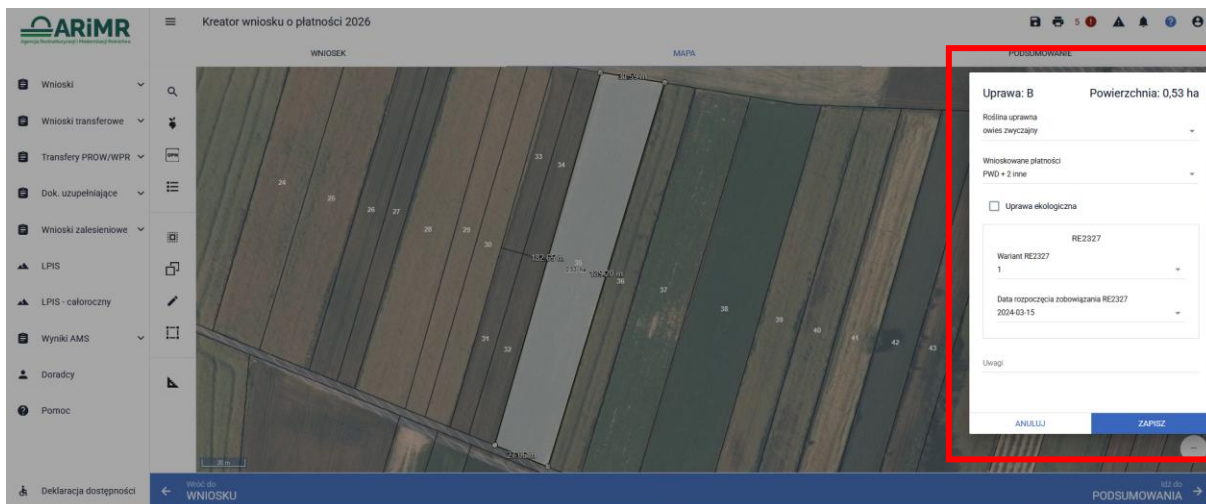 ARiMR
Agencja Restrukturyzacji i Modernizacji Rolnictwa
Kreator wniosku o płatności 2026
5
WNIOSEK
MAPA
PODSUMOWANIE
Wnioski
Wnioski transferowe
Transfery PROW/WPR
Dok. uzupełniające
Wnioski zalesieniowe
LPIS
LPIS - całoroczny
Wyniki AMS
Doradcy
Pomoc
Deklaracja dostępności
33
34
24
25
26
27
28
29
30
31
32
35
36
37
38
39
40
41
42
43
20 m
Uprawa: B
Powierzchnia: 0,53 ha
Roślina uprawna
owies zwyczajny
Wnioskowane płatności
PWD + 2 inne
Uprawa ekologiczna
RE2327
Wariant RE2327
1
Data rozpoczęcia zobowiązania RE2327
2024-03-15
Uwagi
ANULUJ
ZAPISZ
Wróć do
WNIOSKU
Idź do
PODSUMOWANIA